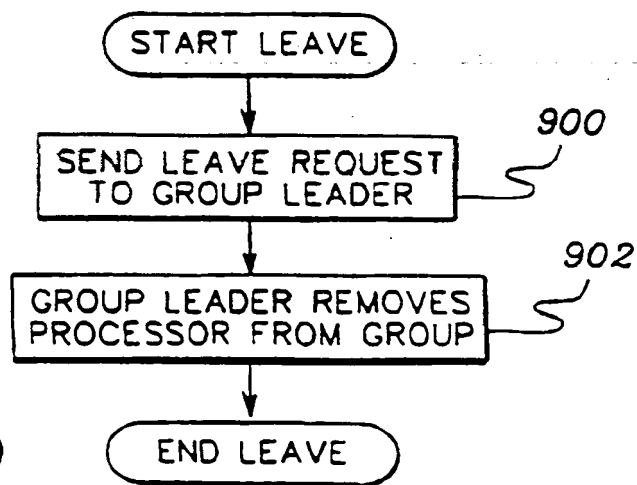 START LEAVE
900
SEND LEAVE REQUEST
TO GROUP LEADER
902
GROUP LEADER REMOVES
PROCESSOR FROM GROUP
END LEAVE